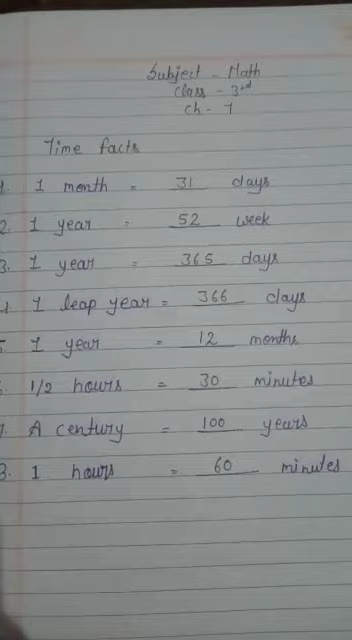 Subject - Math
Class - 3rd
Ch - 7
Time facts
1. 1 month = 31 days
2. 1 year = 52 week
3. 1 year = 365 days
4. 1 leap year = 366 days
5. 1 year = 12 months
6. 1/2 hours = 30 minutes
7. A century = 100 years
8. 1 hours = 60 minutes